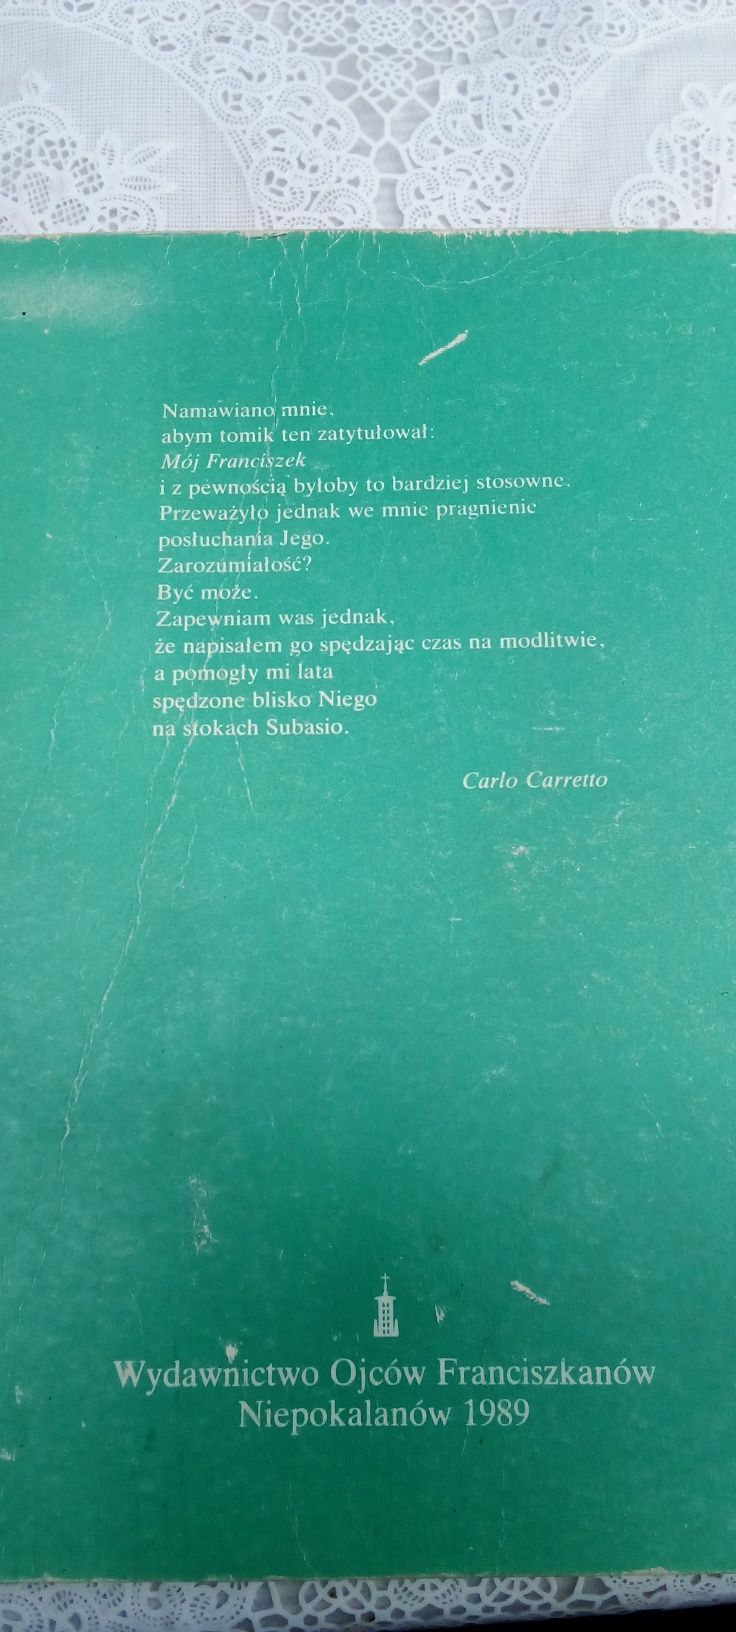 Namawiano mnie,
abym tomik ten zatytułował:
Mój Franciszek
i z pewnością byłoby to bardziej stosowne.
Przeważyło jednak we mnie pragnienie
posłuchania Jego.
Zarozumiałość?
Być może.
Zapewniam was jednak,
że napisałem go spędzając czas na modlitwie,
a pomogły mi lata
spędzone blisko Niego
na stokach Subasio.
Carlo Carretto
Wydawnictwo Ojców Franciszkanów
Niepokalanów 1989